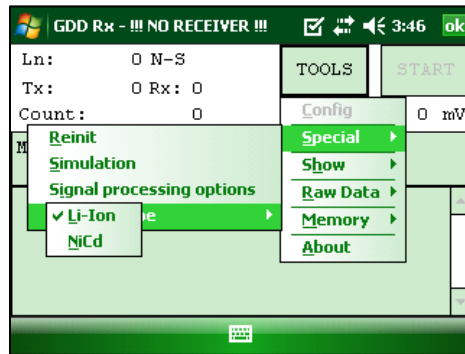 GDD Rx - !!! NO RECEIVER !!! 3:46 ok
Ln: 0 N-S
TOOLS START
Tx: 0 Rx: 0
Count: 0
0 mV
Config
Special
Show
Raw Data
Memory
About
M
Reinit
Simulation
Signal processing options
pe
Li-Ion
NiCd